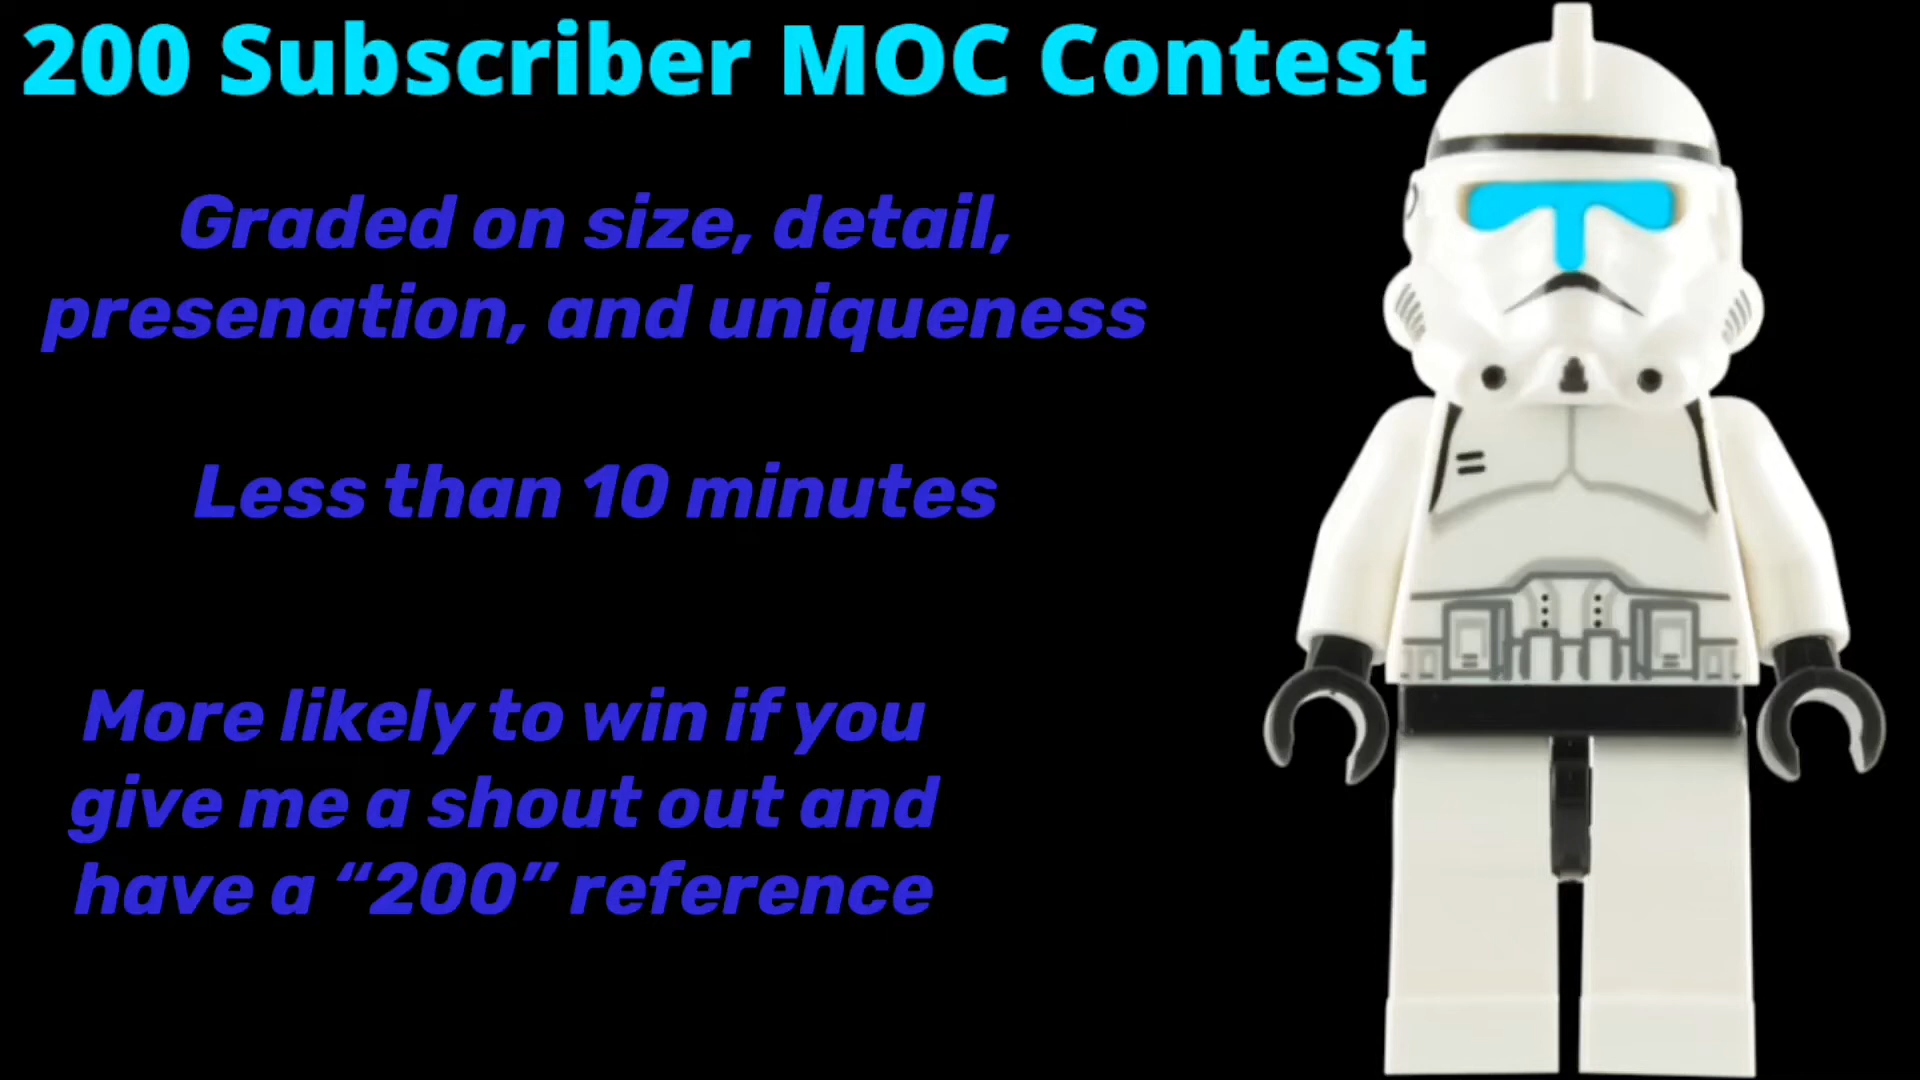 200 Subscriber MOC Contest
Graded on size, detail,
presenation, and uniqueness
Less than 10 minutes
More likely to win if you
give me a shout out and
have a “200” reference